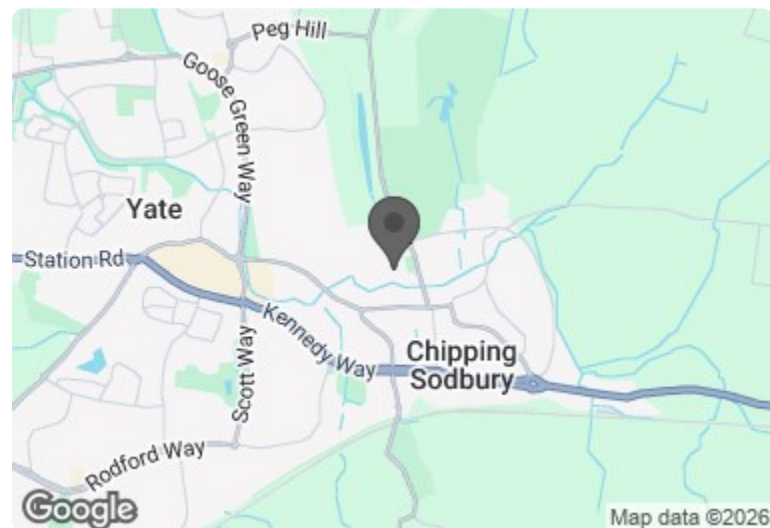 Peg Hill
Goose Green Way
Yate
Station Rd
Kennedy Way
Scott Way
Chipping
Sodbury
Rodford Way
Google
Map data ©2026